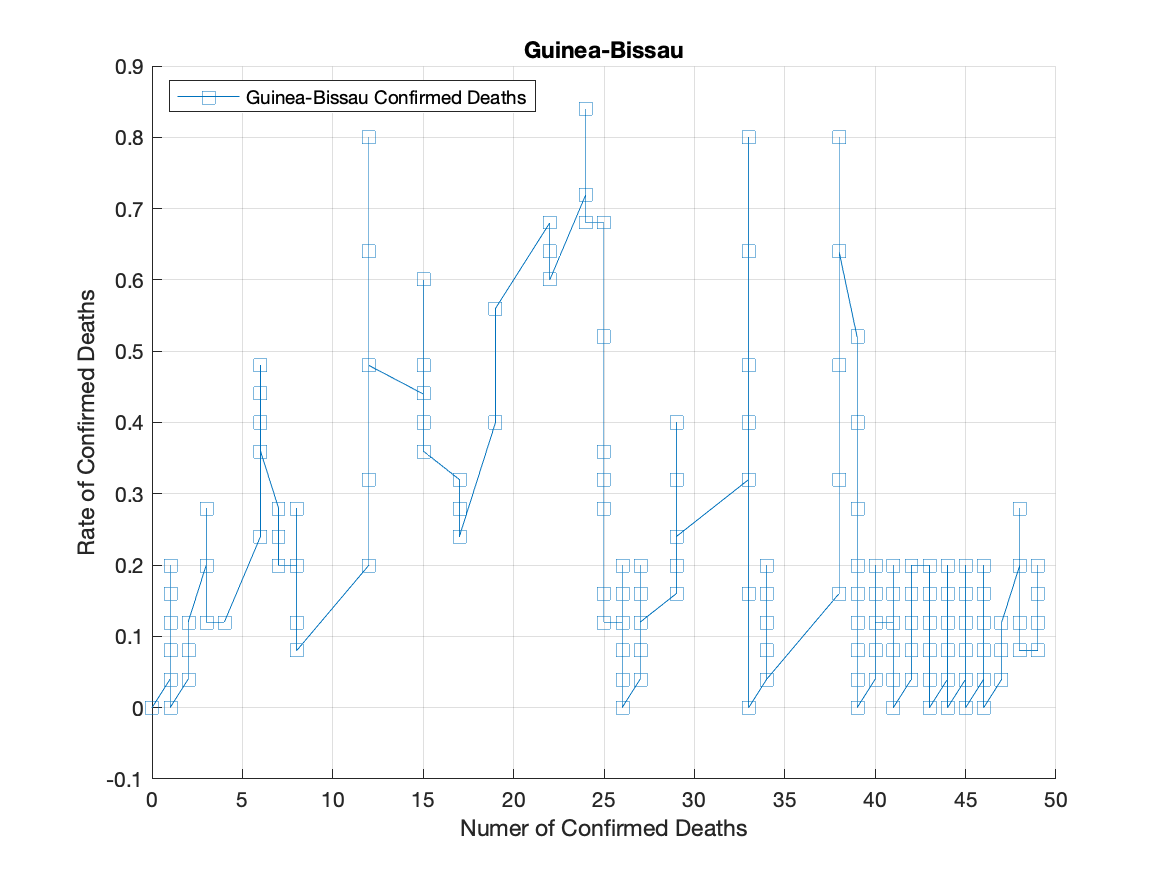 Guinea-Bissau
Guinea-Bissau Confirmed Deaths
0.9
0.8
0.7
0.6
0.5
0.4
0.3
0.2
0.1
0
-0.1
Rate of Confirmed Deaths
0 5 10 15 20 25 30 35 40 45 50
Numer of Confirmed Deaths